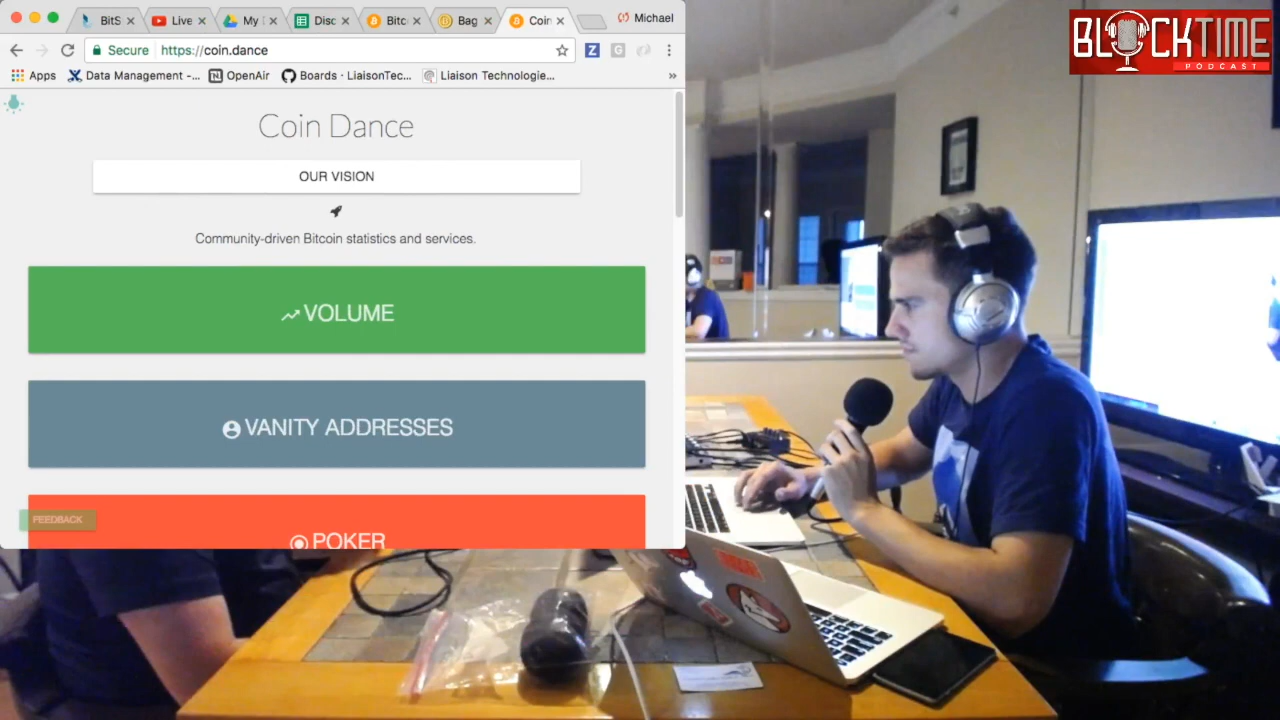 BitS
Live
My
Disc
Bitc
Bag
Coin
Michael
Secure
https://coin.dance
Apps
Data Management -...
OpenAir
Boards · LiaisonTec...
Liaison Technologie...
»
Coin Dance
OUR VISION
Community-driven Bitcoin statistics and services.
VOLUME
VANITY ADDRESSES
FEEDBACK
POKER
BLOCKTIME
PODCAST